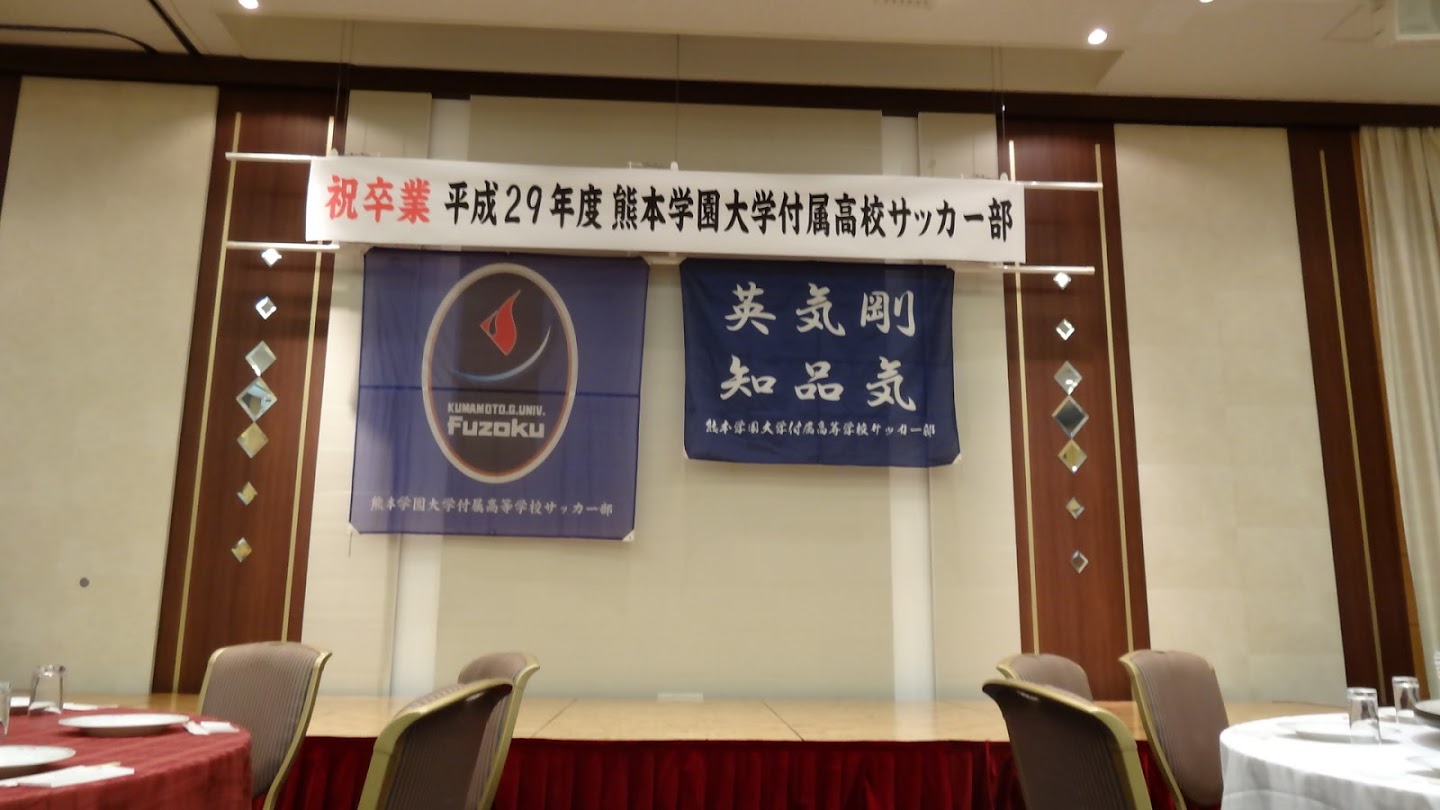 祝卒業 平成29年度 熊本学園大学付属高校サッカー部
KUMAMOTO.G.UNIV.
Fuzoku
熊本学園大学付属高等学校サッカー部
英気剛
知品気
熊本学園大学付属高等学校サッカー部